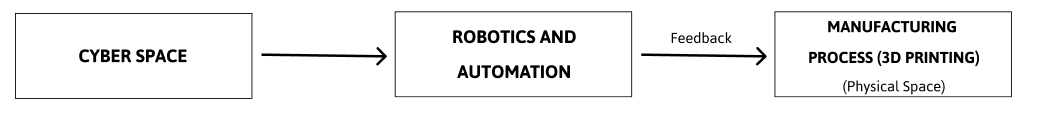 CYBER SPACE
ROBOTICS AND
AUTOMATION
Feedback
MANUFACTURING
PROCESS (3D PRINTING)
(Physical Space)